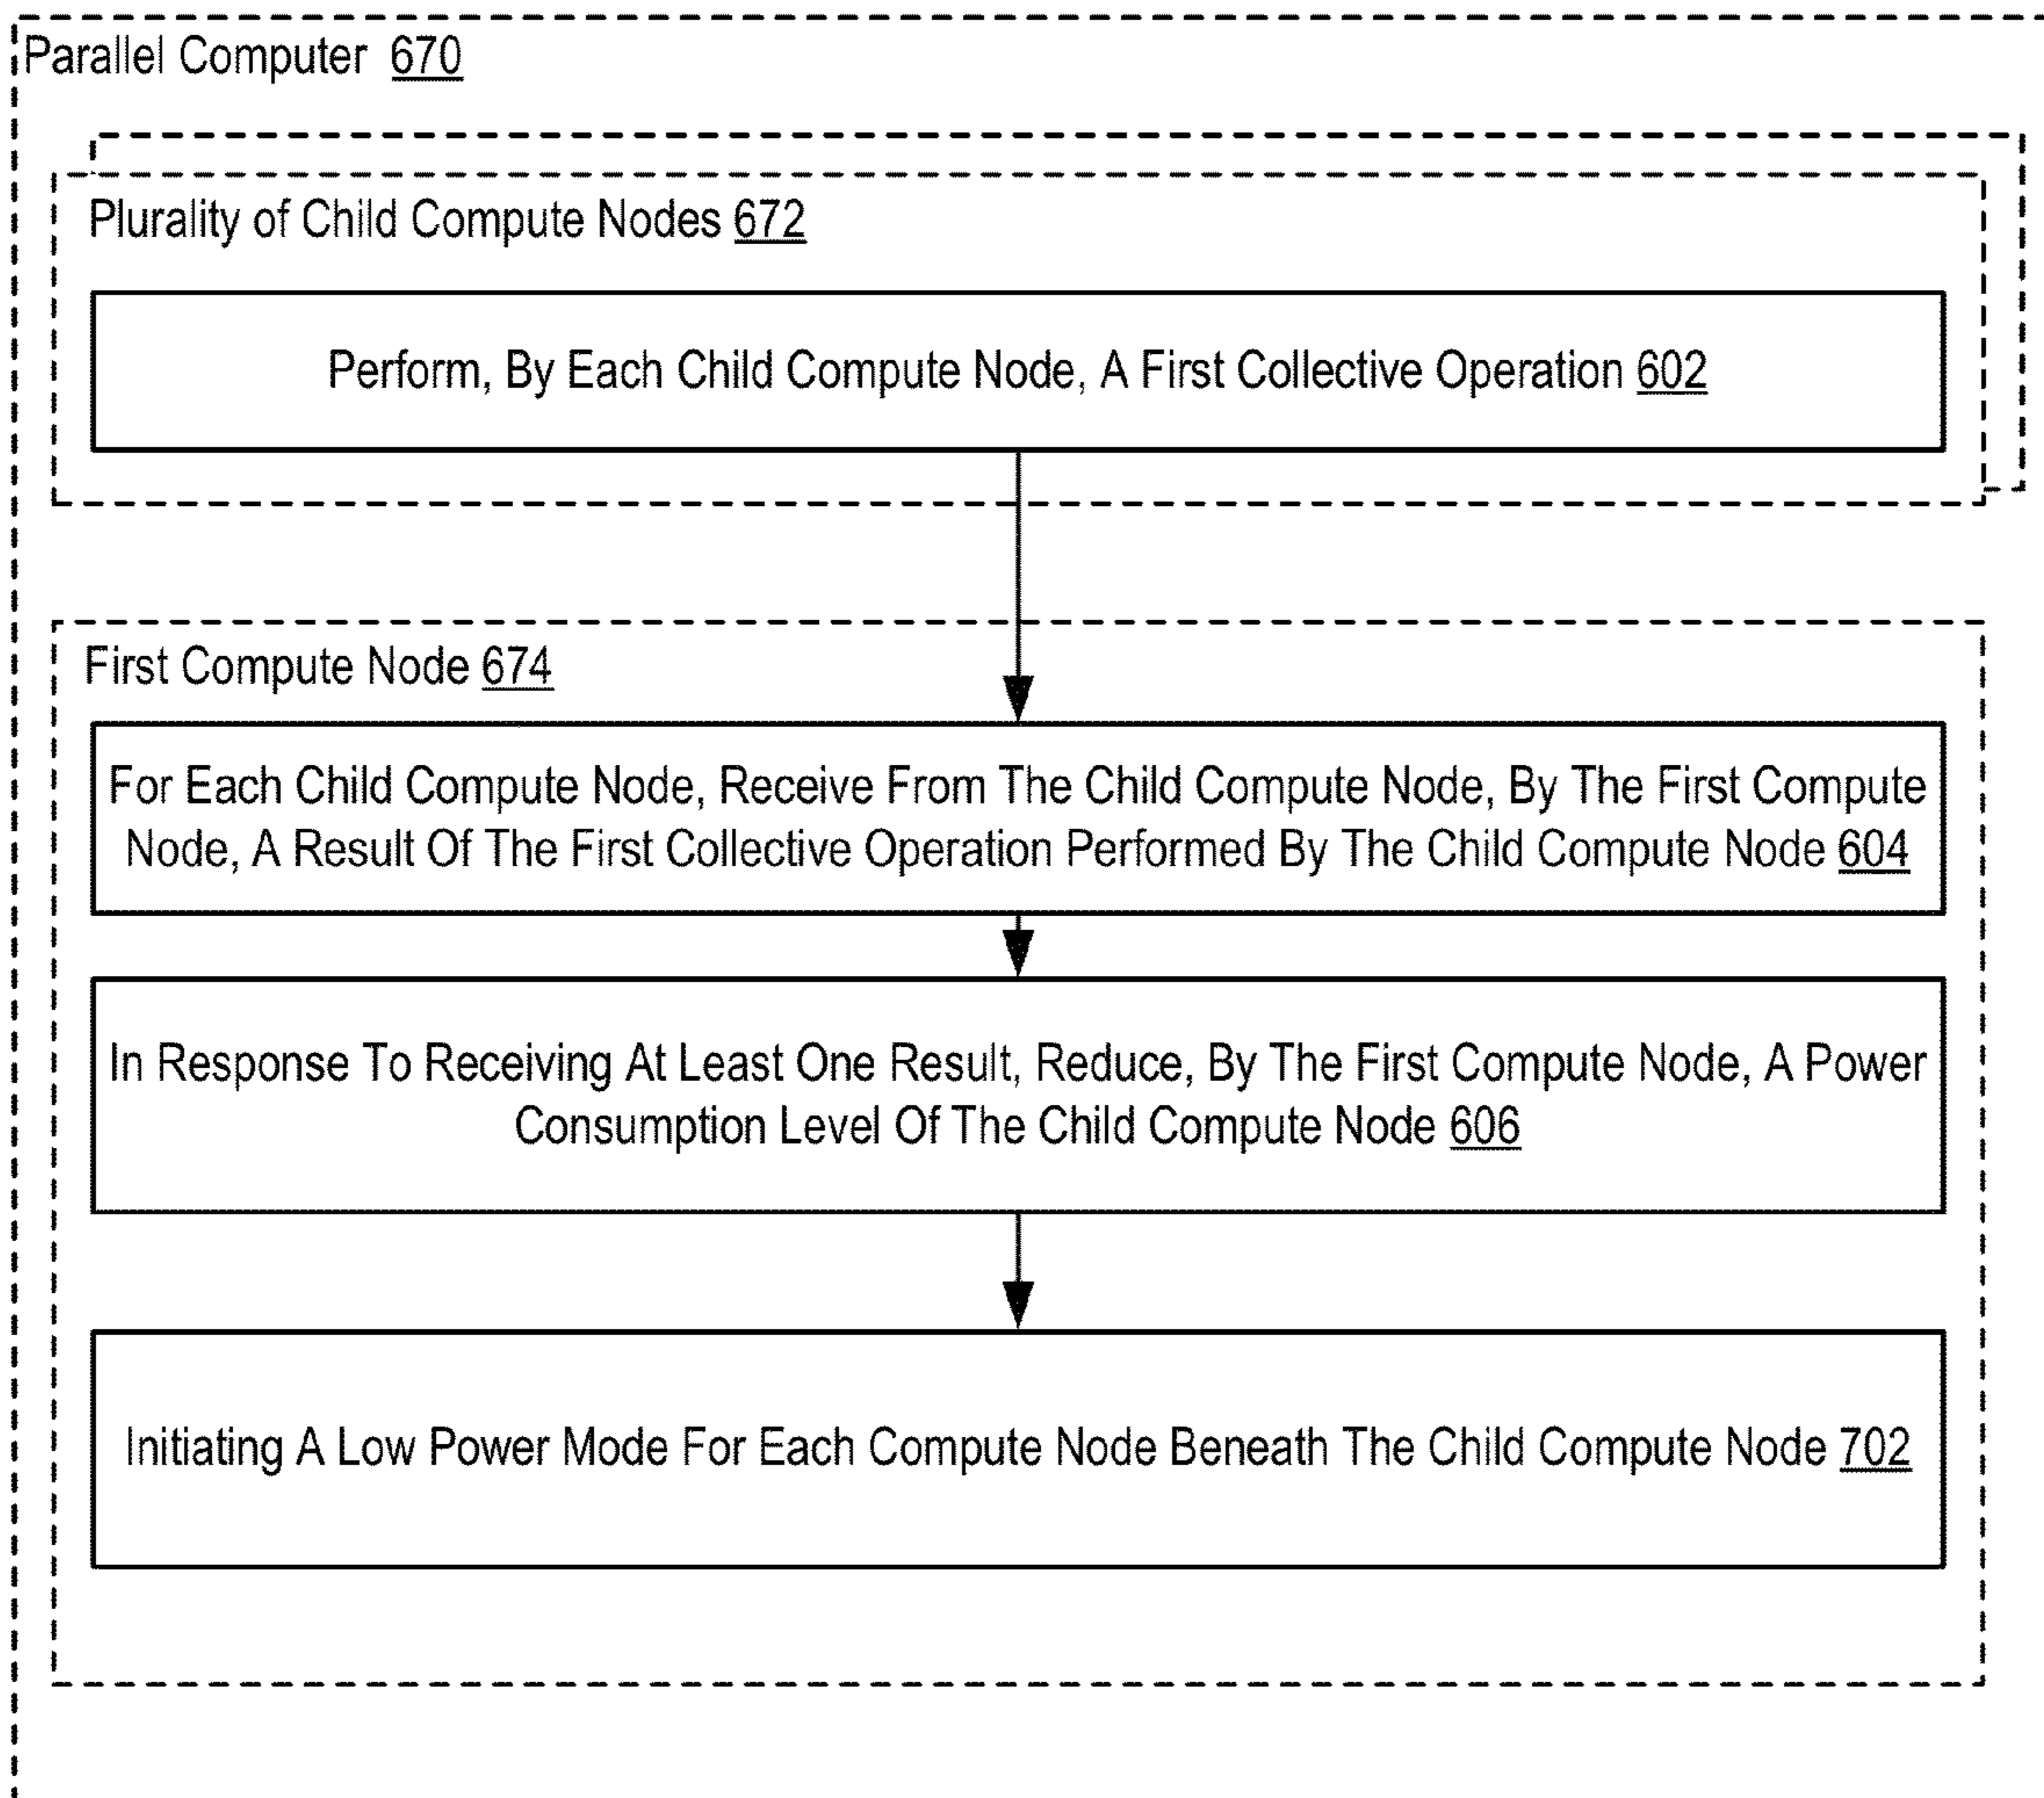 Parallel Computer 670
Plurality of Child Compute Nodes 672
Perform, By Each Child Compute Node, A First Collective Operation 602
First Compute Node 674
For Each Child Compute Node, Receive From The Child Compute Node, By The First Compute
Node, A Result Of The First Collective Operation Performed By The Child Compute Node 604
In Response To Receiving At Least One Result, Reduce, By The First Compute Node, A Power
Consumption Level Of The Child Compute Node 606
Initiating A Low Power Mode For Each Compute Node Beneath The Child Compute Node 702